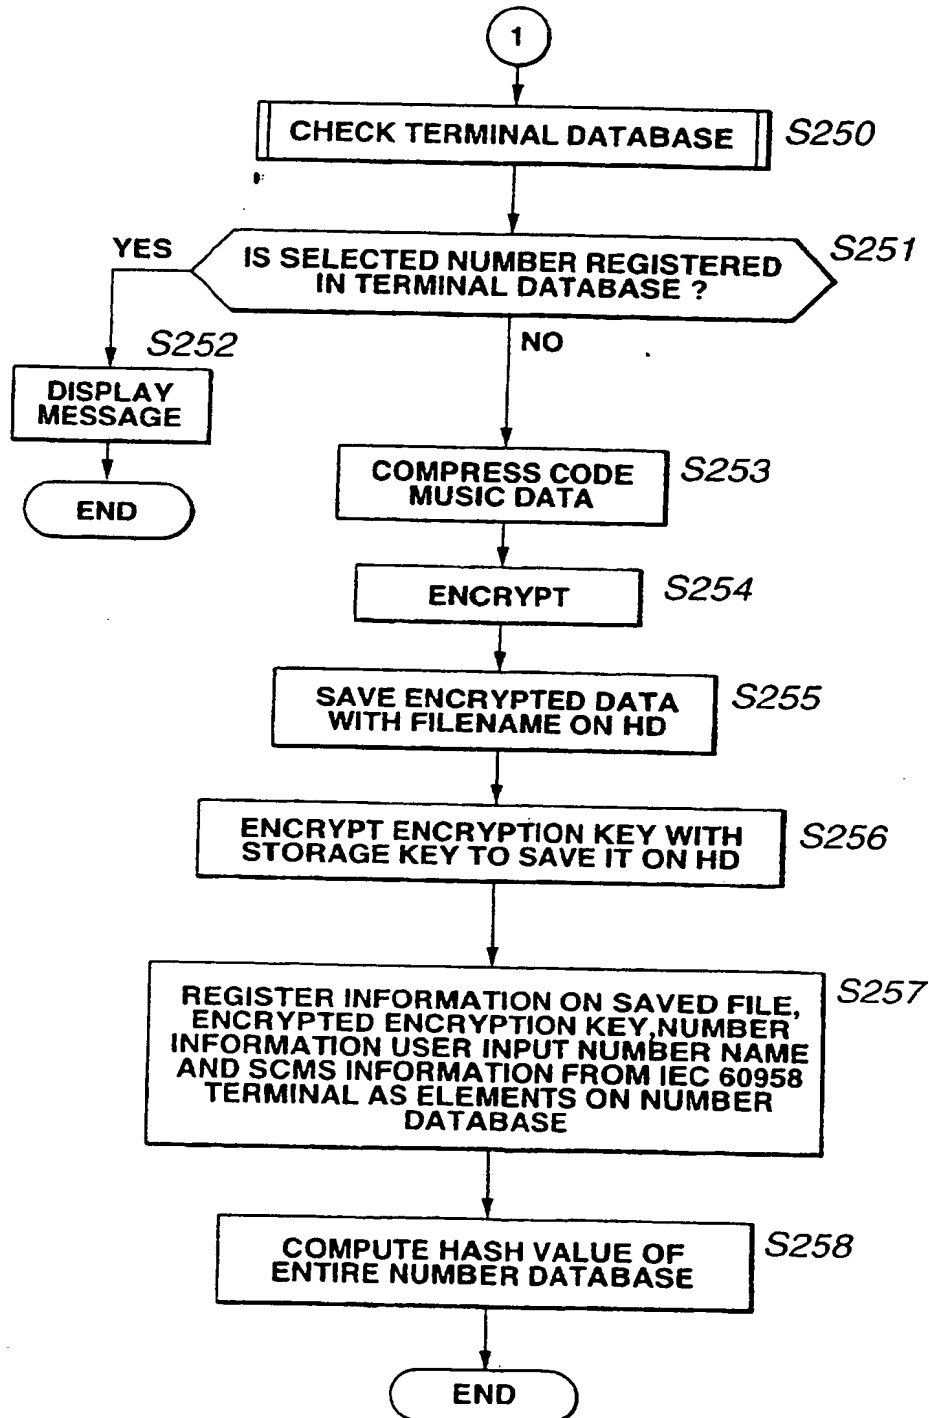 1
CHECK TERMINAL DATABASE
S250
IS SELECTED NUMBER REGISTERED
IN TERMINAL DATABASE ?
S251
YES
NO
S252
DISPLAY
MESSAGE
END
COMPRESS CODE
MUSIC DATA
S253
ENCRYPT
S254
SAVE ENCRYPTED DATA
WITH FILENAME ON HD
S255
ENCRYPT ENCRYPTION KEY WITH
STORAGE KEY TO SAVE IT ON HD
S256
REGISTER INFORMATION ON SAVED FILE,
ENCRYPTED ENCRYPTION KEY,NUMBER
INFORMATION USER INPUT NUMBER NAME
AND SCMS INFORMATION FROM IEC 60958
TERMINAL AS ELEMENTS ON NUMBER
DATABASE
S257
COMPUTE HASH VALUE OF
ENTIRE NUMBER DATABASE
S258
END